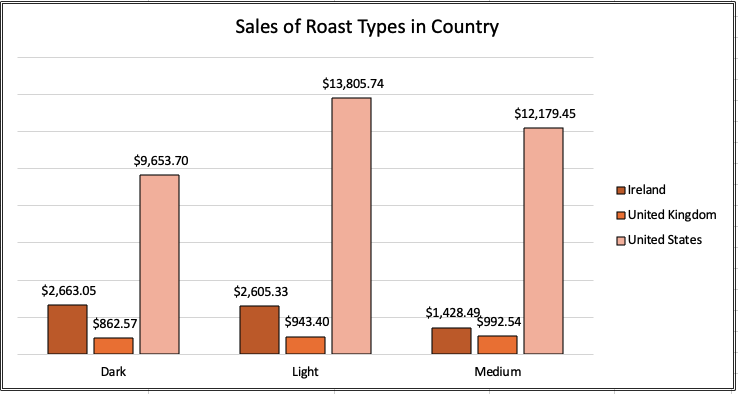 Sales of Roast Types in Country
$13,805.74
$12,179.45
$9,653.70
Ireland
United Kingdom
United States
$2,663.05
$2,605.33
$1,428.49
$862.57
$943.40
$992.54
Dark
Light
Medium